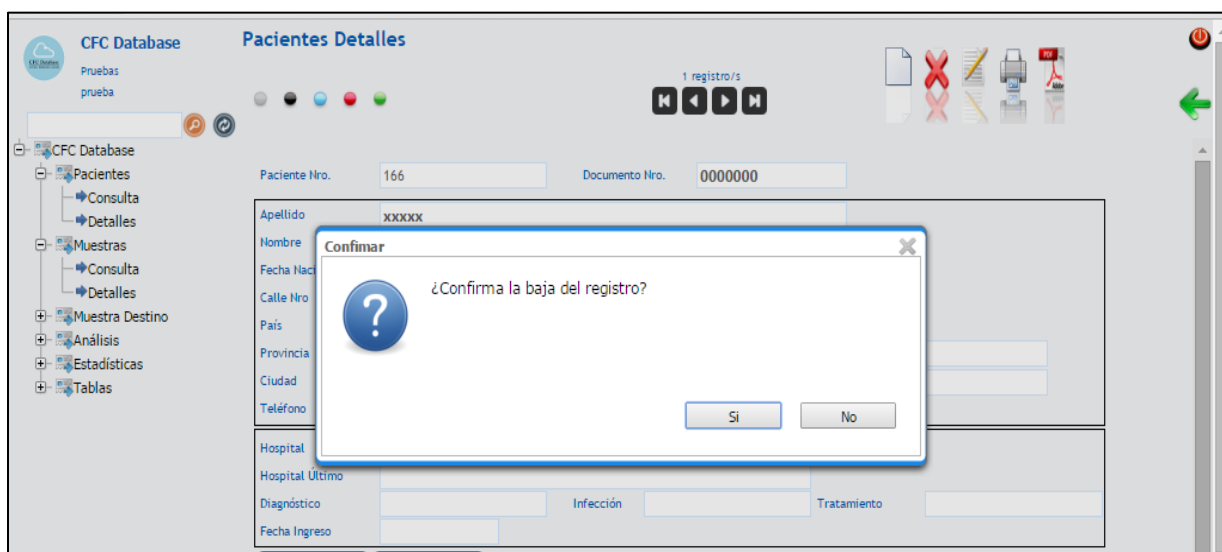 CFC Database
Pruebas
prueba
Pacientes Detalles
1 registro/s
PDF
CFC Database
Pacientes
Consulta
Detalles
Muestras
Consulta
Detalles
Muestra Destino
Análisis
Estadísticas
Tablas
Paciente Nro. 166 Documento Nro. 0000000
Apellido xxxxx
Nombre
Fecha Naci
Calle Nro
País
Provincia
Ciudad
Teléfono
Confimar
¿Confirma la baja del registro?
Si No
Hospital
Hospital Último
Diagnóstico Infección Tratamiento
Fecha Ingreso